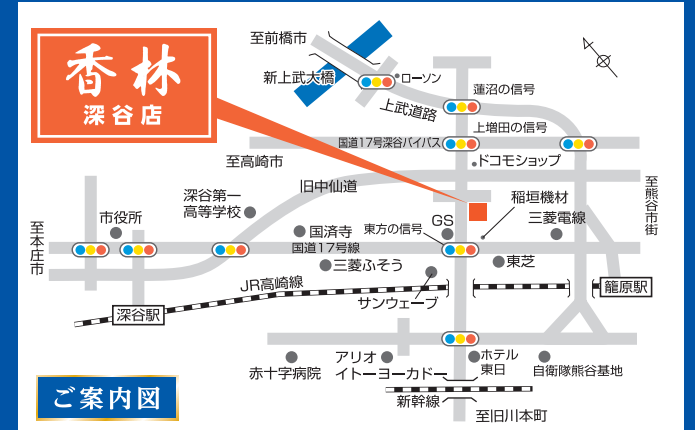 至前橋市
新上武大橋
ローソン
香林
深谷店
上武道路
蓮沼の信号
上増田の信号
国道17号深谷バイパス
ドコモショップ
至高崎市
旧中仙道
深谷第一
高等学校
稲垣機材
至熊谷市街
市役所
国済寺
東方の信号
GS
三菱電線
至本庄市
国道17号線
三菱ふそう
東芝
JR高崎線
サンウェーブ
籠原駅
深谷駅
赤十字病院
アリオ
イトーヨーカドー
ホテル
東日
自衛隊熊谷基地
新幹線
至旧川本町
ご案内図